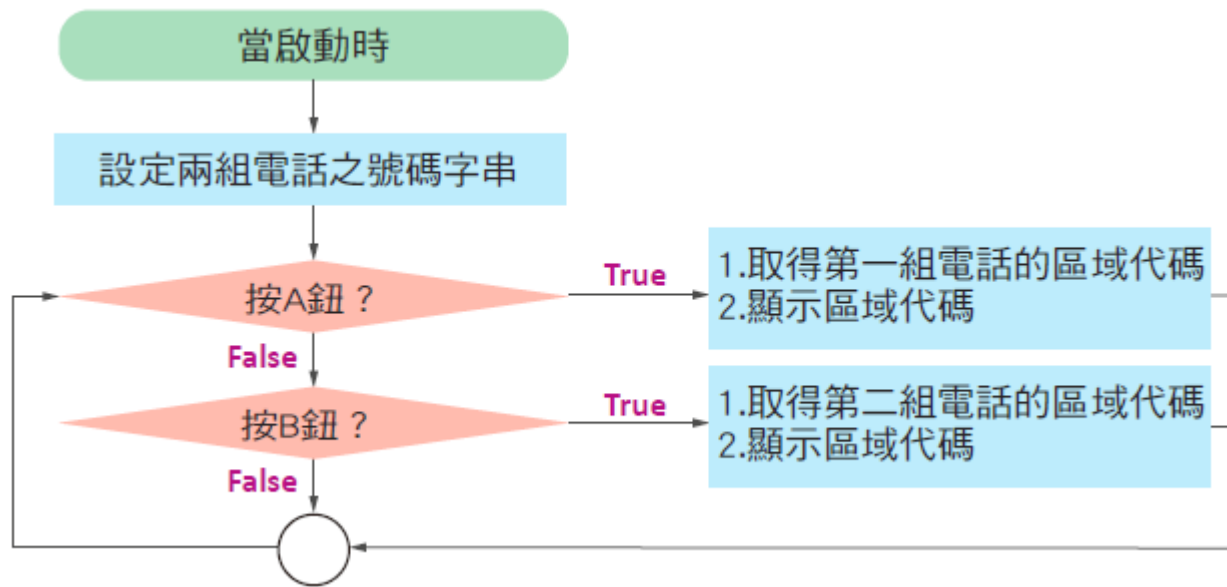 當啟動時
設定兩組電話之號碼字串
按A鈕？
True
1.取得第一組電話的區域代碼
2.顯示區域代碼
False
按B鈕？
True
1.取得第二組電話的區域代碼
2.顯示區域代碼
False